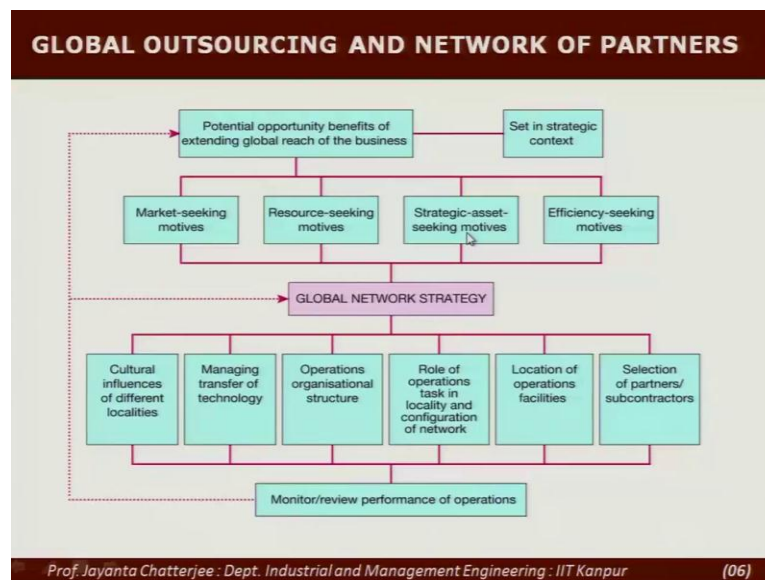 GLOBAL OUTSOURCING AND NETWORK OF PARTNERS
Potential opportunity benefits of
extending global reach of the business
Set in strategic
context
Market-seeking
motives
Resource-seeking
motives
Strategic-asset-
seeking motives
Efficiency-seeking
motives
GLOBAL NETWORK STRATEGY
Cultural
influences
of different
localities
Managing
transfer of
technology
Operations
organisational
structure
Role of
operations
task in
locality and
configuration
of network
Location of
operations
facilities
Selection
of partners/
subcontractors
Monitor/review performance of operations
Prof. Jayanta Chatterjee : Dept. Industrial and Management Engineering : IIT Kanpur (06)